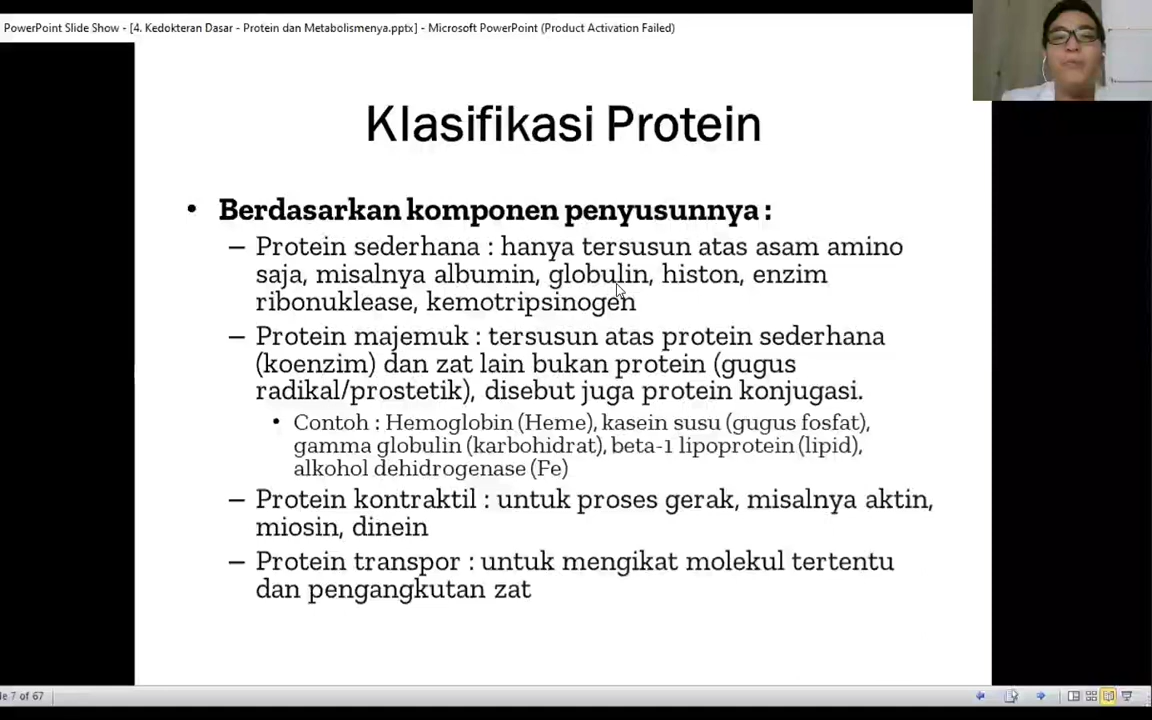 PowerPoint Slide Show - [4. Kedokteran Dasar - Protein dan Metabolismenya.pptx] - Microsoft PowerPoint (Product Activation Failed)
Klasifikasi Protein
• Berdasarkan komponen penyusunnya :
– Protein sederhana : hanya tersusun atas asam amino
saja, misalnya albumin, globulin, histon, enzim
ribonuklease, kemotripsinogen
– Protein majemuk : tersusun atas protein sederhana
(koenzim) dan zat lain bukan protein (gugus
radikal/prostetik), disebut juga protein konjugasi.
• Contoh : Hemoglobin (Heme), kasein susu (gugus fosfat),
gamma globulin (karbohidrat), beta-1 lipoprotein (lipid),
alkohol dehidrogenase (Fe)
– Protein kontraktil : untuk proses gerak, misalnya aktin,
miosin, dinein
– Protein transpor : untuk mengikat molekul tertentu
dan pengangkutan zat
le 7 of 67